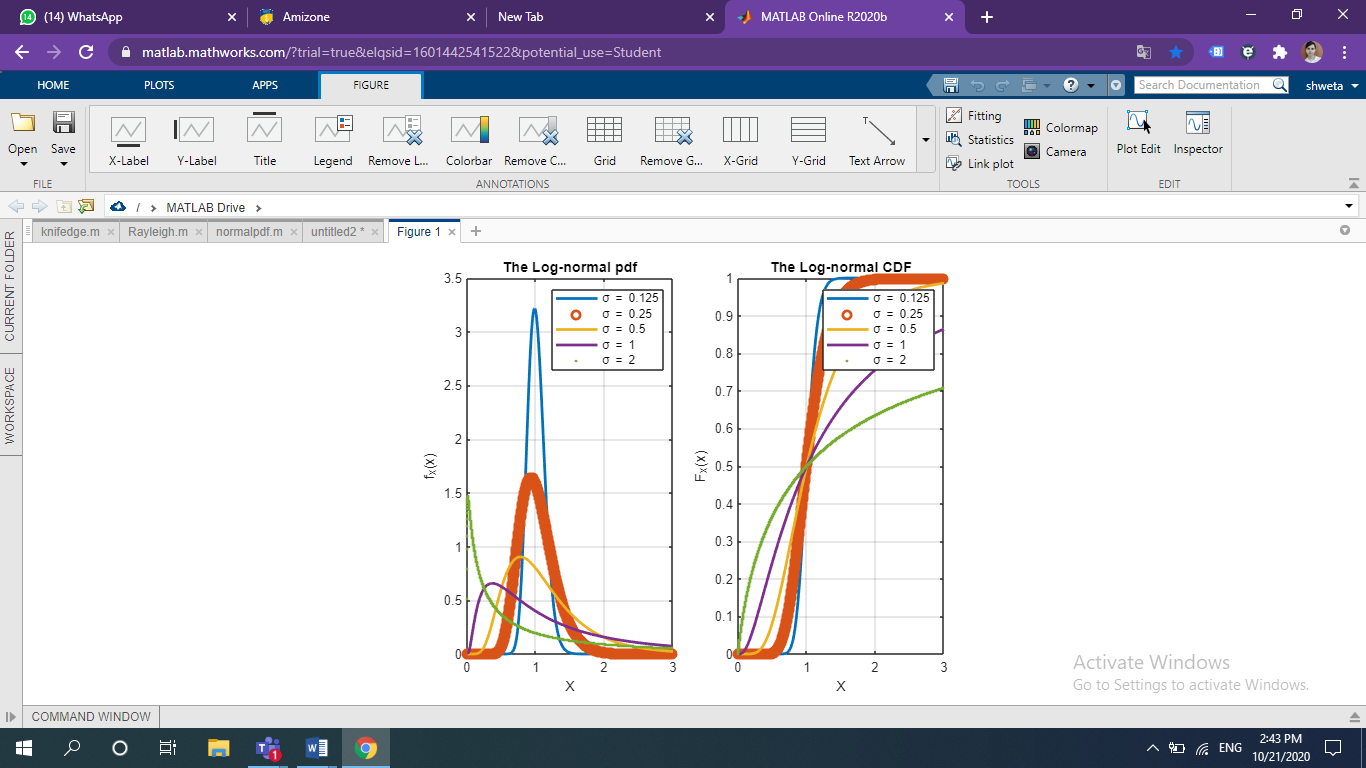 (14) WhatsApp
Amizone
New Tab
MATLAB Online R2020b
matlab.mathworks.com/?trial=true&elqsid=1601442541522&potential_use=Student
HOME PLOTS APPS FIGURE
Search Documentation
shweta
Open
Save
X-Label
Y-Label
Title
Legend
Remove L...
Colorbar
Remove C...
Grid
Remove G...
X-Grid
Y-Grid
Text Arrow
Fitting
Statistics
Link plot
Colormap
Camera
Plot Edit
Inspector
FILE
ANNOTATIONS
TOOLS
EDIT
/ MATLAB Drive
CURRENT FOLDER
WORKSPACE
knifedge.m
Rayleigh.m
normalpdf.m
untitled2 *
Figure 1
The Log-normal pdf
3.5
3
2.5
2
1.5
1
0.5
0
0 1 2 3
X
fX(x)
σ = 0.125
σ = 0.25
σ = 0.5
σ = 1
σ = 2
The Log-normal CDF
1
0.9
0.8
0.7
0.6
0.5
0.4
0.3
0.2
0.1
0
0 1 2 3
X
FX(x)
σ = 0.125
σ = 0.25
σ = 0.5
σ = 1
σ = 2
Activate Windows
Go to Settings to activate Windows.
COMMAND WINDOW
1
ENG
2:43 PM
10/21/2020